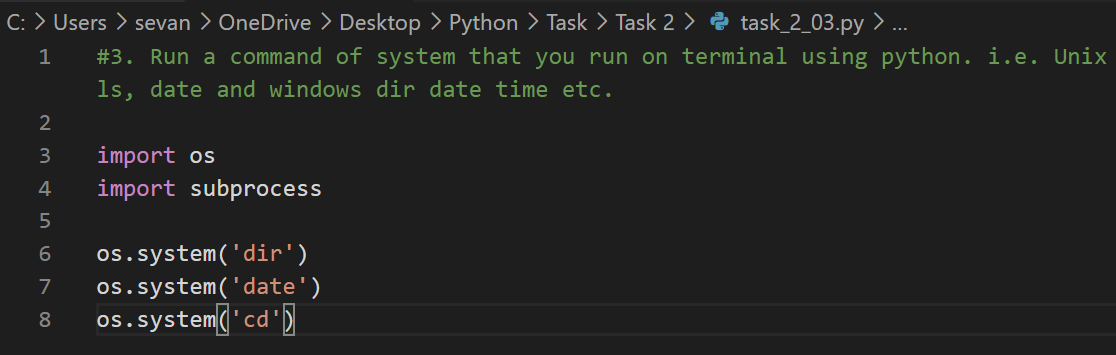 C: > Users > sevan > OneDrive > Desktop > Python > Task > Task 2 > task_2_03.py > ...
1 #3. Run a command of system that you run on terminal using python. i.e. Unix
ls, date and windows dir date time etc.
2
3 import os
4 import subprocess
5
6 os.system('dir')
7 os.system('date')
8 os.system('cd')